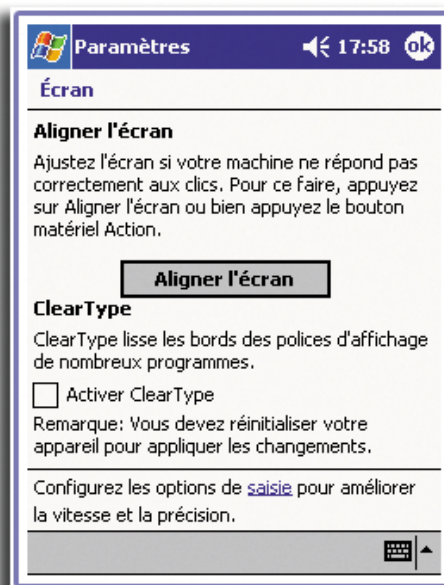 Paramètres 17:58 ok
Écran
Aligner l'écran
Ajustez l'écran si votre machine ne répond pas
correctement aux clics. Pour ce faire, appuyez
sur Aligner l'écran ou bien appuyez le bouton
matériel Action.
Aligner l'écran
ClearType
ClearType lisse les bords des polices d'affichage
de nombreux programmes.
Activer ClearType
Remarque: Vous devez réinitialiser votre
appareil pour appliquer les changements.
Configurez les options de saisie pour améliorer
la vitesse et la précision.